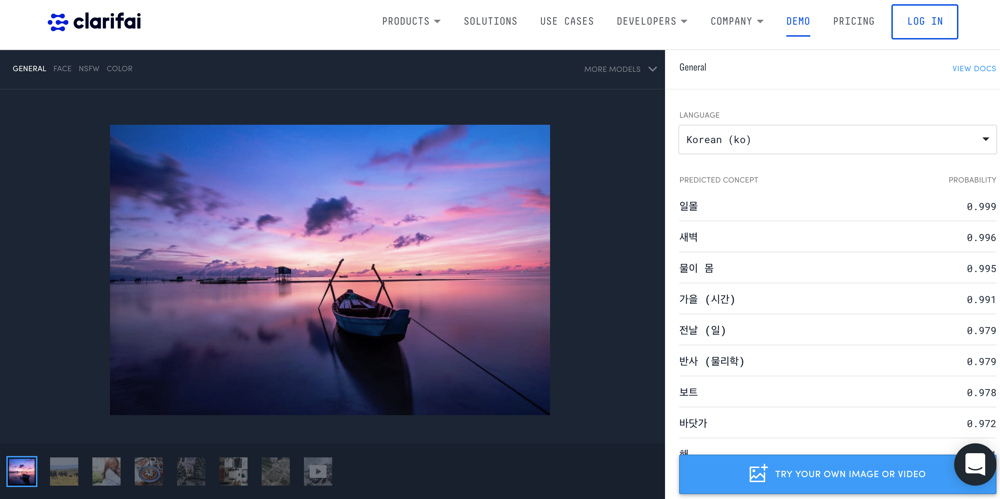 clarifai
PRODUCTS
SOLUTIONS
USE CASES
DEVELOPERS
COMPANY
DEMO
PRICING
LOG IN
GENERAL FACE NSFW COLOR
MORE MODELS
General
VIEW DOCS
LANGUAGE
Korean (ko)
PREDICTED CONCEPT PROBABILITY
일몰 0.999
새벽 0.996
물이 몸 0.995
가을 (시간) 0.991
전날 (일) 0.979
반사 (물리학) 0.979
보트 0.978
바닷가 0.972
해
TRY YOUR OWN IMAGE OR VIDEO